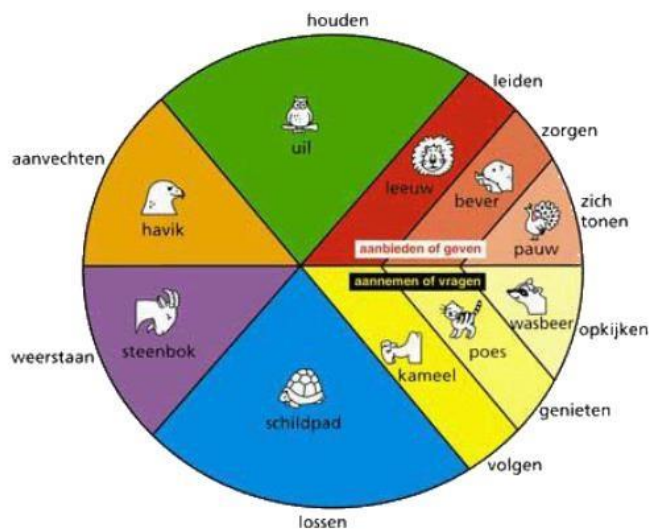 houden
leiden
zorgen
zich
tonen
opkijken
genieten
volgen
lossen
weerstaan
aanvechten
uil
leeuw
bever
pauw
havik
aanbieden of geven
aannemen of vragen
wasbeer
poes
kameel
steenbok
schildpad